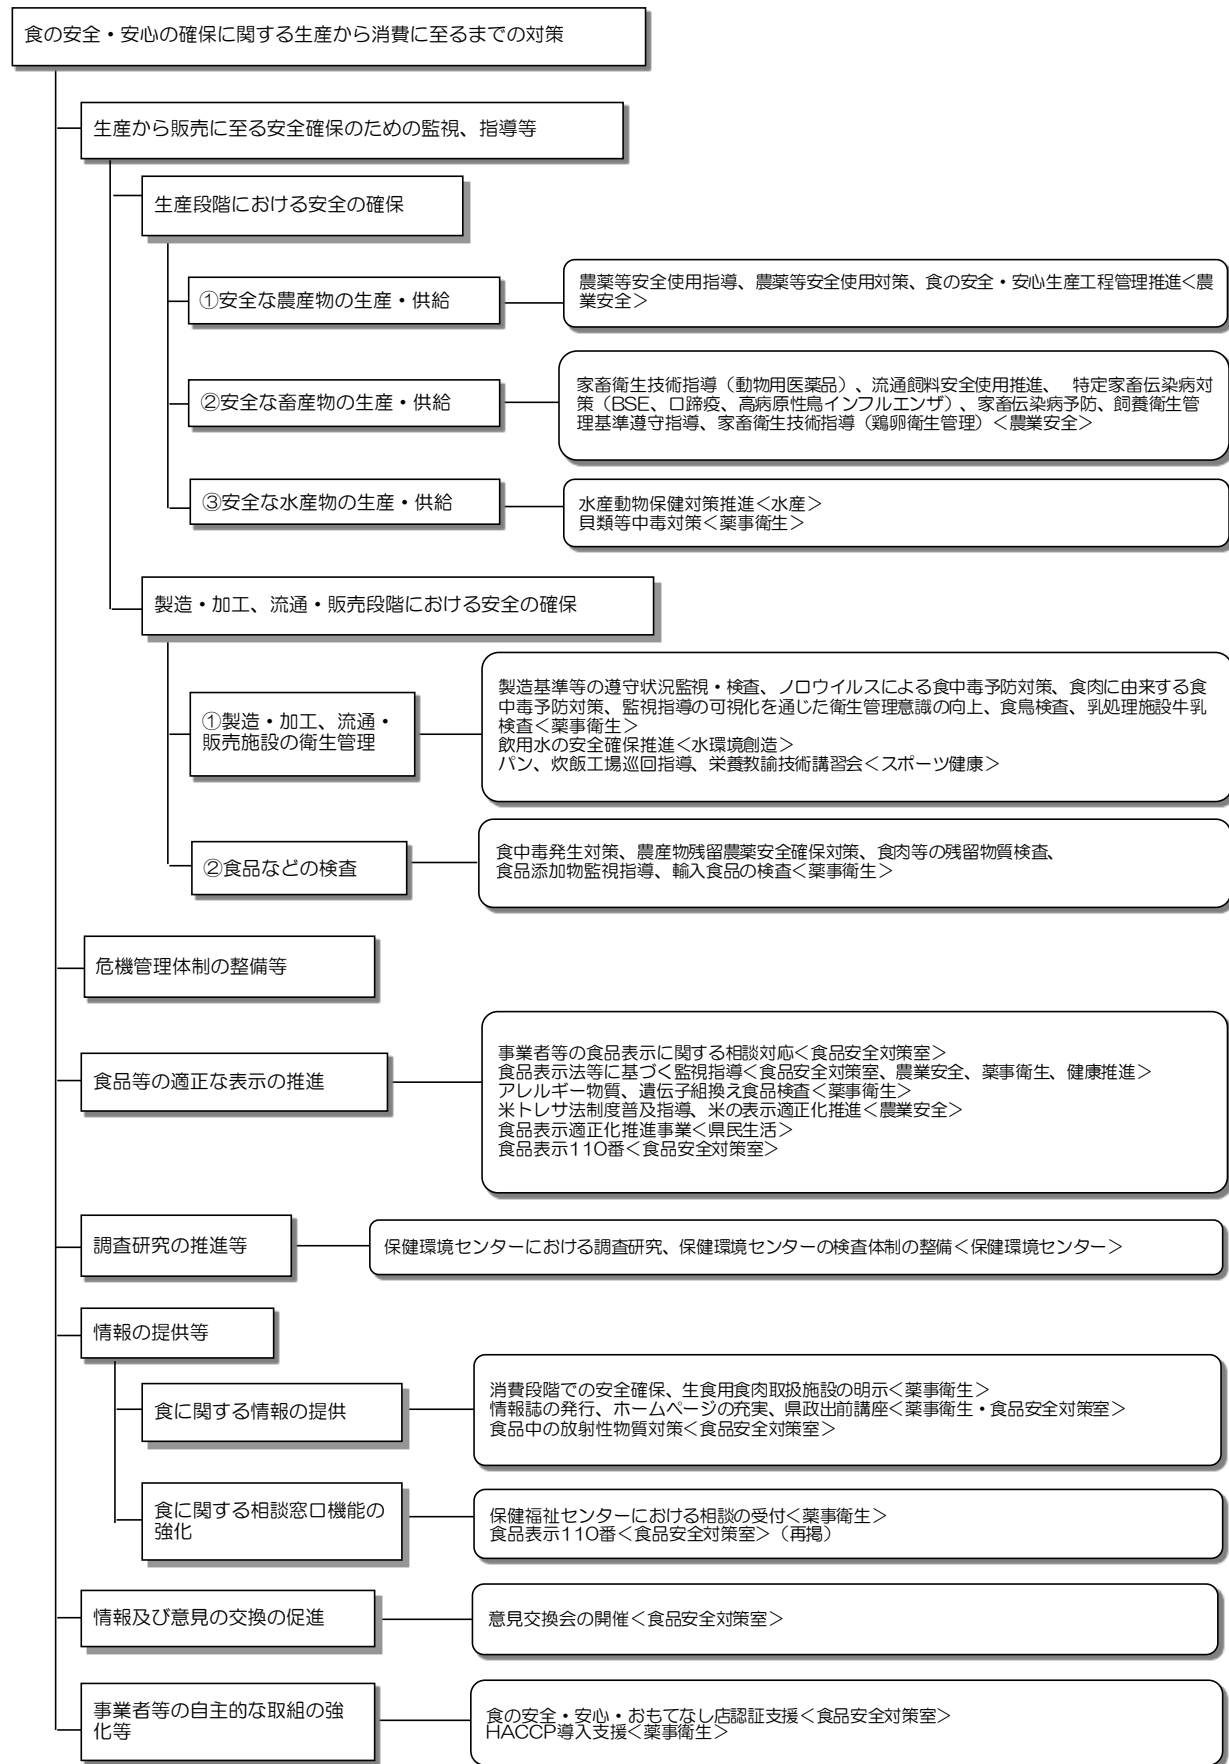 食の安全・安心の確保に関する生産から消費に至るまでの対策
生産から販売に至る安全確保のための監視、指導等
生産段階における安全の確保
①安全な農産物の生産・供給
農薬等安全使用指導、農薬等安全使用対策、食の安全・安心生産工程管理推進＜農
業安全＞
②安全な畜産物の生産・供給
家畜衛生技術指導（動物用医薬品）、流通飼料安全使用推進、　特定家畜伝染病対
策（BSE、口蹄疫、高病原性鳥インフルエンザ）、家畜伝染病予防、飼養衛生管
理基準遵守指導、家畜衛生技術指導（鶏卵衛生管理）＜農業安全＞
③安全な水産物の生産・供給
水産動物保健対策推進＜水産＞
貝類等中毒対策＜薬事衛生＞
製造・加工、流通・販売段階における安全の確保
①製造・加工、流通・
販売施設の衛生管理
製造基準等の遵守状況監視・検査、ノロウイルスによる食中毒予防対策、食肉に由来する食
中毒予防対策、監視指導の可視化を通じた衛生管理意識の向上、食鳥検査、乳処理施設牛乳
検査＜薬事衛生＞
飲用水の安全確保推進＜水環境創造＞
パン、炊飯工場巡回指導、栄養教諭技術講習会＜スポーツ健康＞
②食品などの検査
食中毒発生対策、農産物残留農薬安全確保対策、食肉等の残留物質検査、
食品添加物監視指導、輸入食品の検査＜薬事衛生＞
危機管理体制の整備等
食品等の適正な表示の推進
事業者等の食品表示に関する相談対応＜食品安全対策室＞
食品表示法等に基づく監視指導＜食品安全対策室、農業安全、薬事衛生、健康推進＞
アレルギー物質、遺伝子組換え食品検査＜薬事衛生＞
米トレサ法制度普及指導、米の表示適正化推進＜農業安全＞
食品表示適正化推進事業＜県民生活＞
食品表示110番＜食品安全対策室＞
調査研究の推進等
保健環境センターにおける調査研究、保健環境センターの検査体制の整備＜保健環境センター＞
情報の提供等
食に関する情報の提供
消費段階での安全確保、生食用食肉取扱施設の明示＜薬事衛生＞
情報誌の発行、ホームページの充実、県政出前講座＜薬事衛生・食品安全対策室＞
食品中の放射性物質対策＜食品安全対策室＞
食に関する相談窓口機能の
強化
保健福祉センターにおける相談の受付＜薬事衛生＞
食品表示110番＜食品安全対策室＞（再掲）
情報及び意見の交換の促進
意見交換会の開催＜食品安全対策室＞
事業者等の自主的な取組の強
化等
食の安全・安心・おもてなし店認証支援＜食品安全対策室＞
HACCP導入支援＜薬事衛生＞